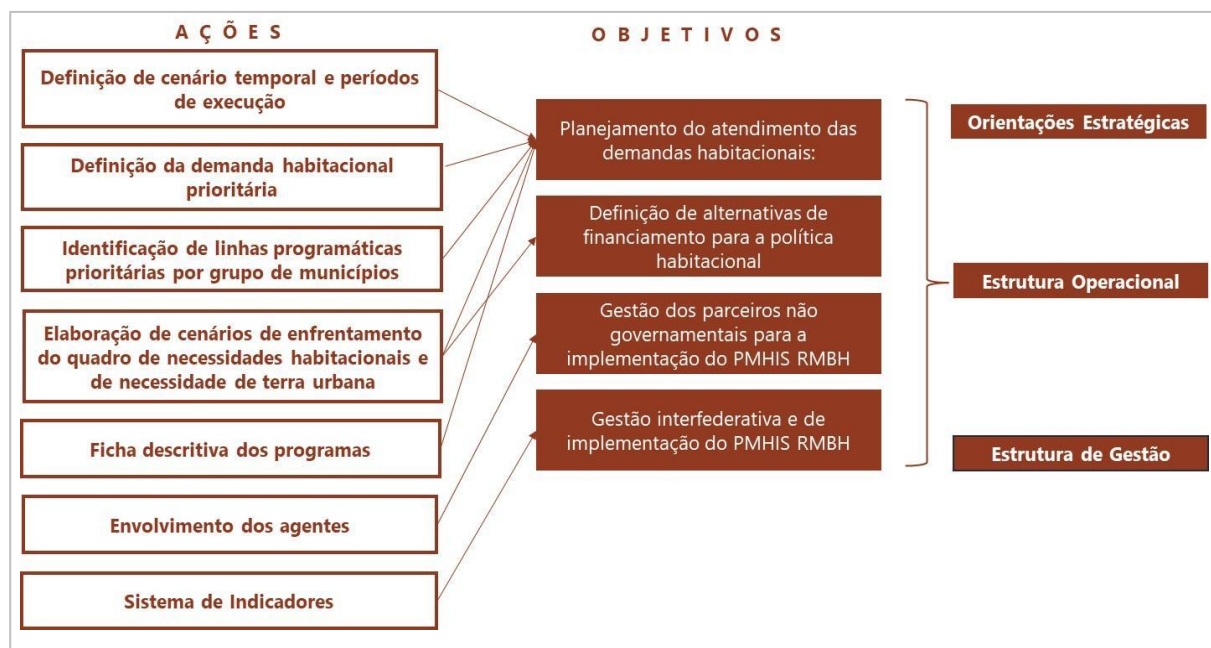 AÇÕES
Definição de cenário temporal e períodos
de execução
Definição da demanda habitacional
prioritária
Identificação de linhas programáticas
prioritárias por grupo de municípios
Elaboração de cenários de enfrentamento
do quadro de necessidades habitacionais e
de necessidade de terra urbana
Ficha descritiva dos programas
Envolvimento dos agentes
Sistema de Indicadores
OBJETIVOS
Planejamento do atendimento das
demandas habitacionais:
Definição de alternativas de
financiamento para a política
habitacional
Gestão dos parceiros não
governamentais para a
implementação do PMHIS RMBH
Gestão interfederativa e de
implementação do PMHIS RMBH
Orientações Estratégicas
Estrutura Operacional
Estrutura de Gestão